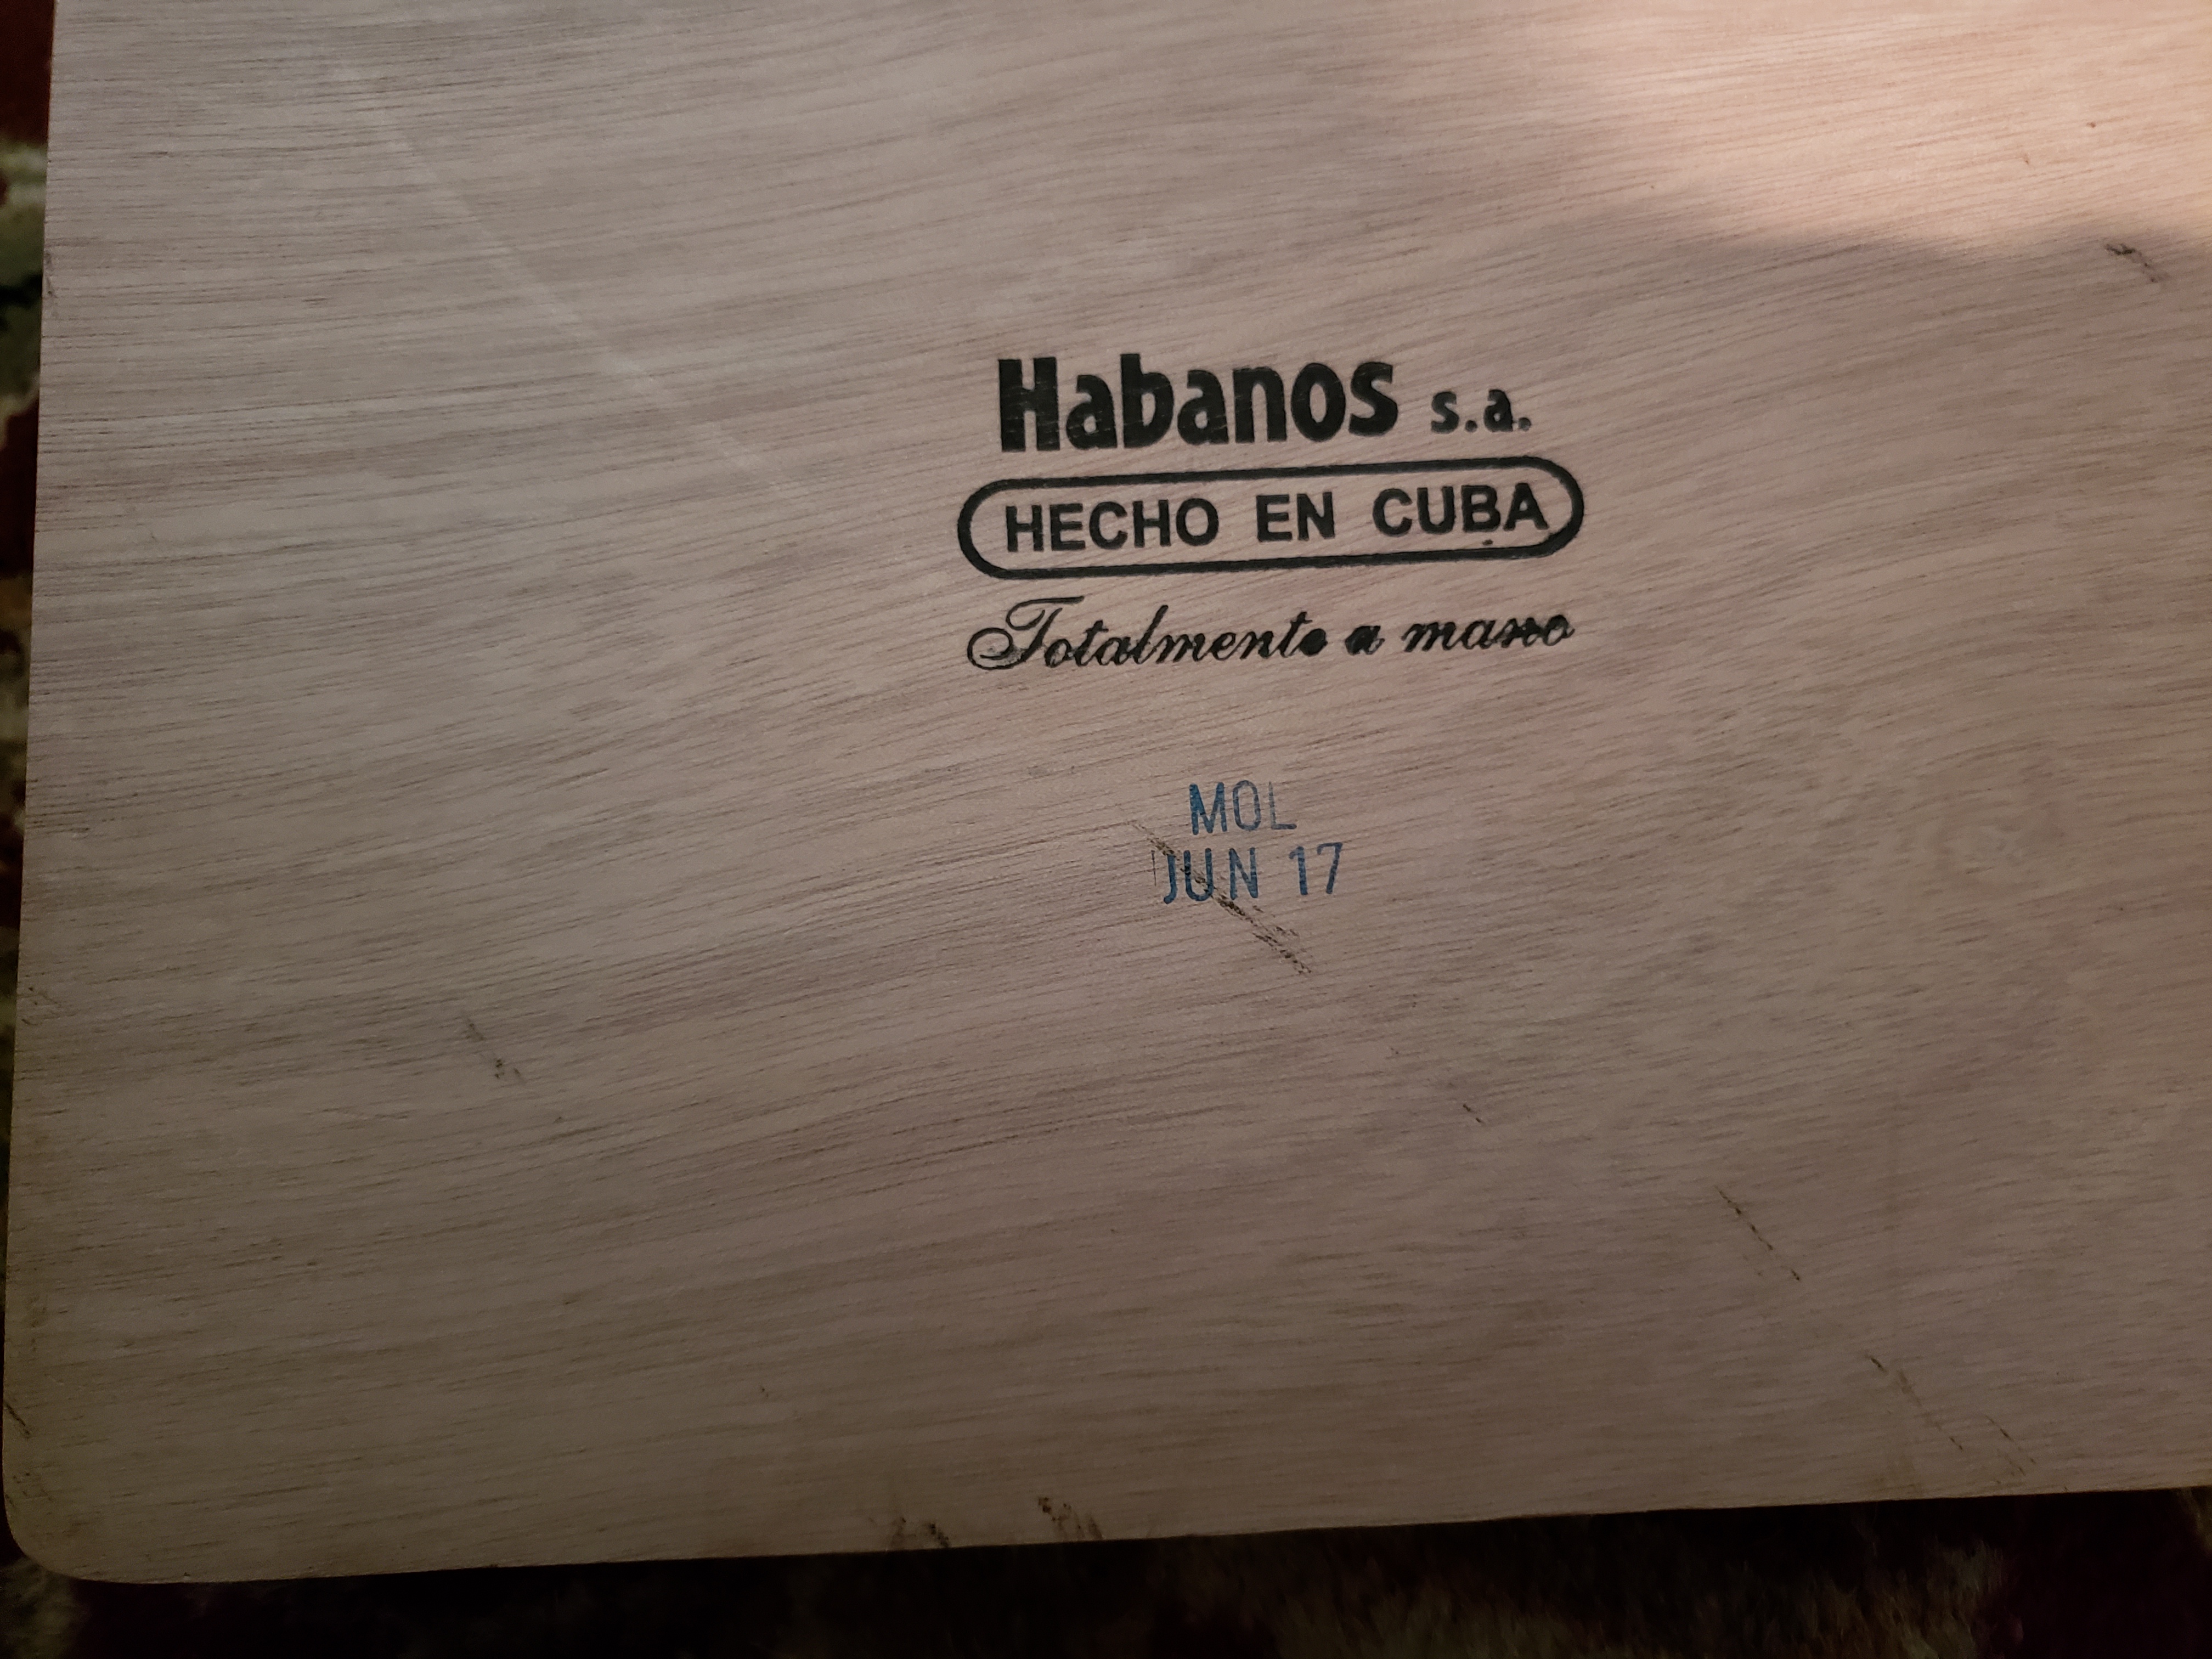 Habanos s.a.
HECHO EN CUBA
Totalmente a mano
MOL
JUN 17